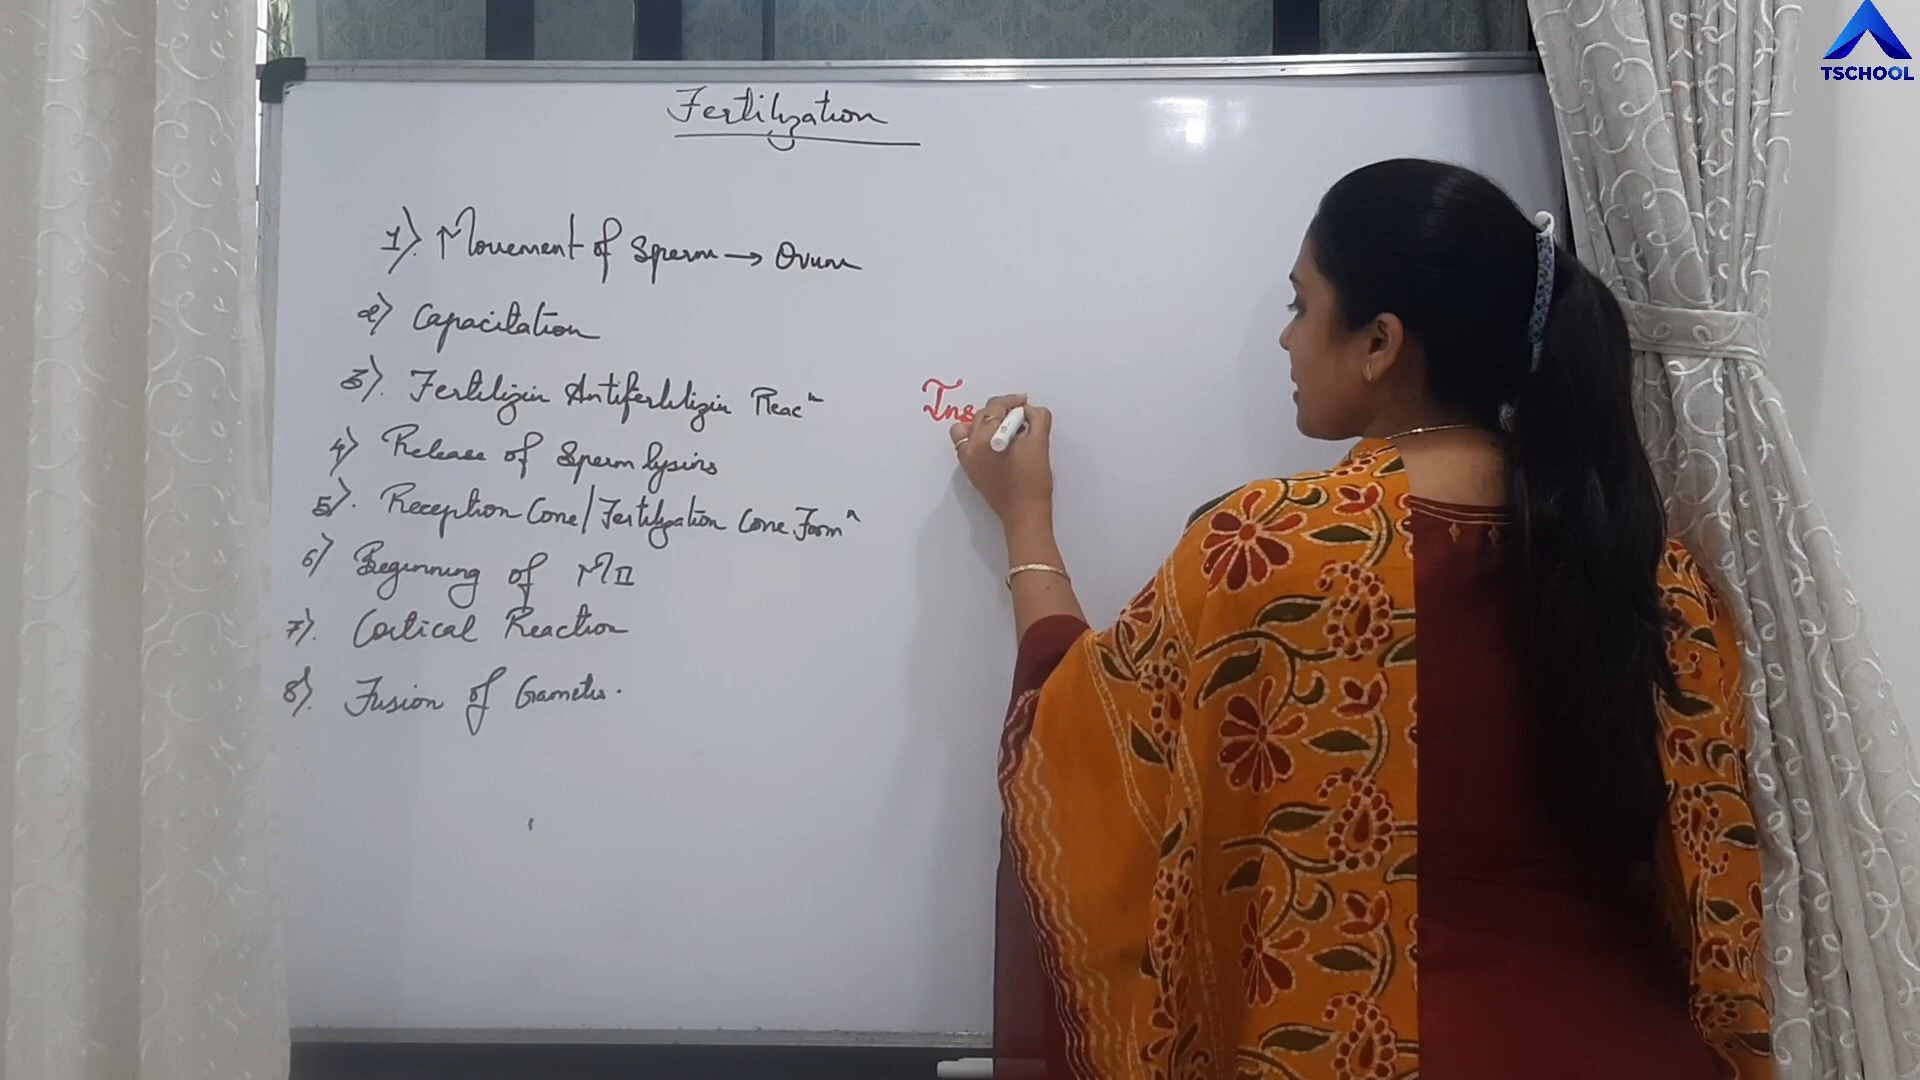 Fertilization
1). Movement of Sperm → Ovum
2) Capacitation
3). Fertilizin Antifertilizin Reacⁿ
4) Release of Sperm lysins
5). Reception Cone/Fertilization Cone Formⁿ
6) Beginning of MII
7). Cortical Reaction
8). Fusion of Gametes.
Ins
TSCHOOL